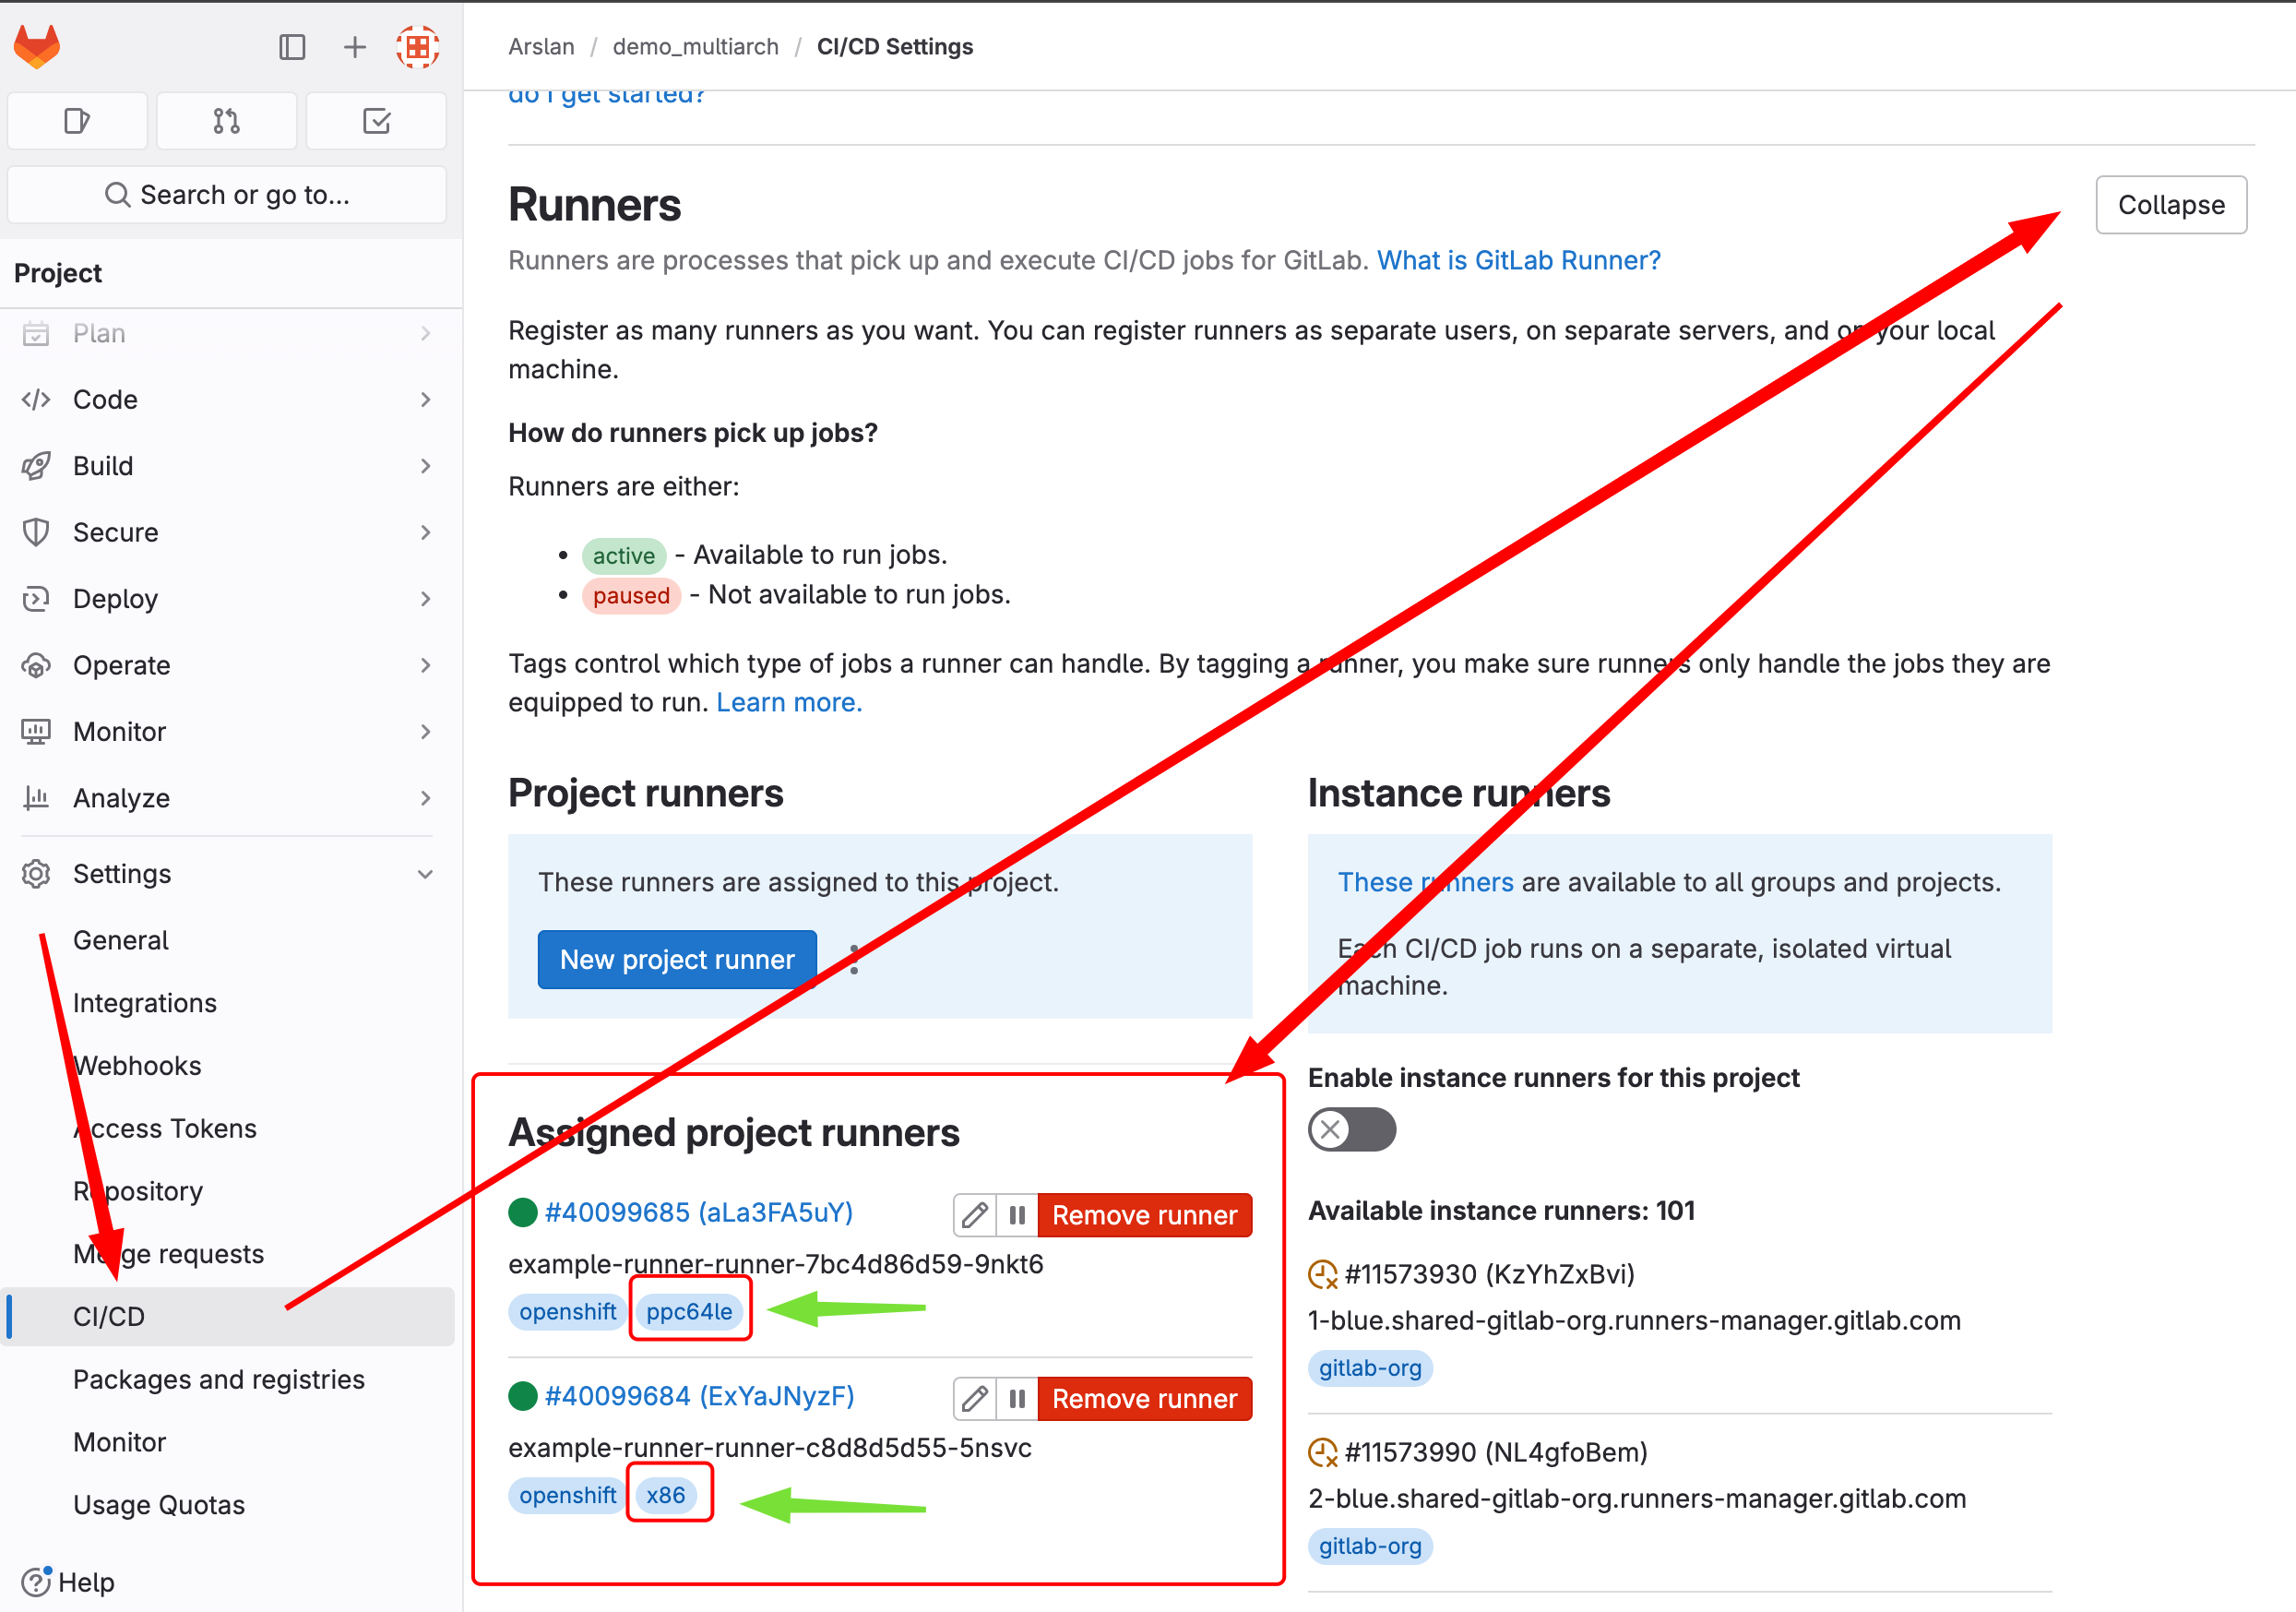 Arslan / demo_multiarch / CI/CD Settings
do I get started?
Search or go to...
Project
Plan
Code
Build
Secure
Deploy
Operate
Monitor
Analyze
Settings
General
Integrations
Webhooks
Access Tokens
Repository
Merge requests
CI/CD
Packages and registries
Monitor
Usage Quotas
Help
Runners
Collapse
Runners are processes that pick up and execute CI/CD jobs for GitLab. What is GitLab Runner?
Register as many runners as you want. You can register runners as separate users, on separate servers, and on your local
machine.
How do runners pick up jobs?
Runners are either:
• active - Available to run jobs.
• paused - Not available to run jobs.
Tags control which type of jobs a runner can handle. By tagging a runner, you make sure runners only handle the jobs they are
equipped to run. Learn more.
Project runners
These runners are assigned to this project.
New project runner
Assigned project runners
#40099685 (aLa3FA5uY)
Remove runner
example-runner-runner-7bc4d86d59-9nkt6
openshift ppc64le
#40099684 (ExYaJNyzF)
Remove runner
example-runner-runner-c8d8d5d55-5nsvc
openshift x86
Instance runners
These runners are available to all groups and projects.
Each CI/CD job runs on a separate, isolated virtual
machine.
Enable instance runners for this project
Available instance runners: 101
#11573930 (KzYhZxBvi)
1-blue.shared-gitlab-org.runners-manager.gitlab.com
gitlab-org
#11573990 (NL4gfoBem)
2-blue.shared-gitlab-org.runners-manager.gitlab.com
gitlab-org